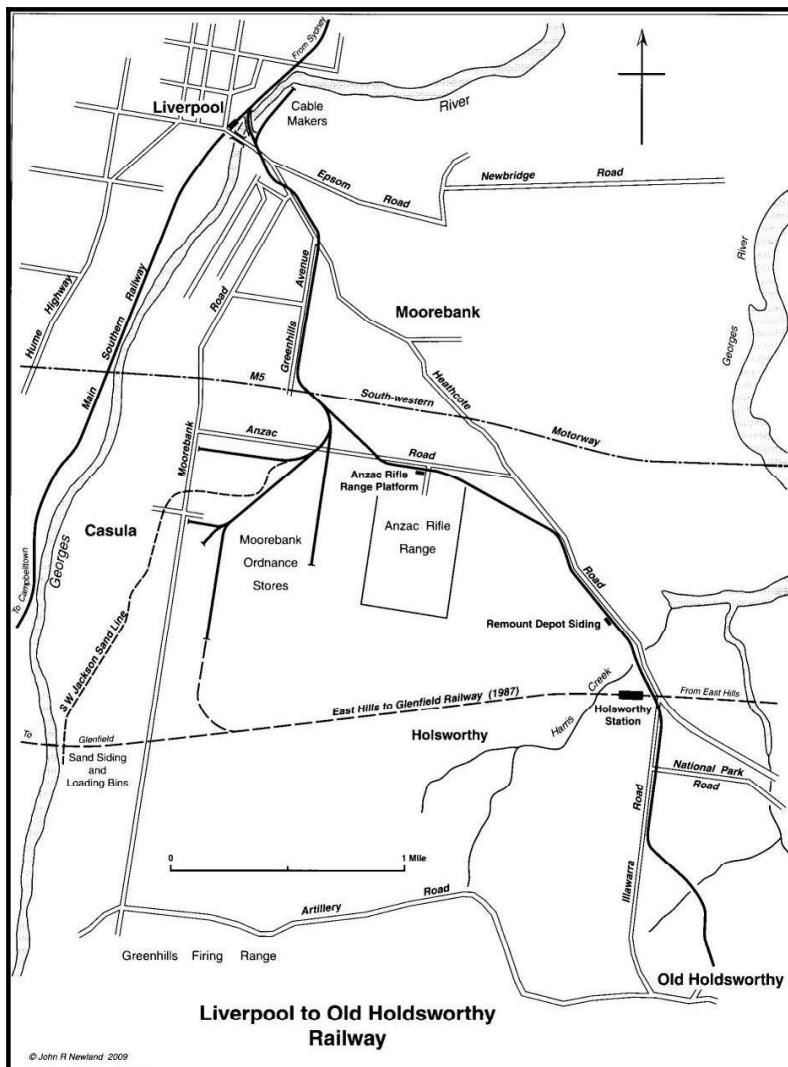 From Sydney
Liverpool
Cable
Makers
River
Epsom
Road
Newbridge Road
River
Georges
Hume Highway
Main Southern Railway
Road
Avenue
Greenhills
Moorebank
Heathcote
M5
South-western
Motorway
Moorebank
Anzac
Road
Anzac Rifle
Range Platform
Casula
Moorebank
Ordnance
Stores
Anzac Rifle
Range
Road
To Campbelltown
Georges
S W Jackson Sand Line
Remount Depot Siding
East Hills to Glenfield Railway (1987)
Harris Creek
From East Hills
Holsworthy
Station
To
Glenfield
Sand Siding
and
Loading Bins
Holsworthy
National Park
Road
Illawarra Road
0
1 Mile
Artillery
Road
Greenhills Firing Range
Old Holdsworthy
Liverpool to Old Holdsworthy
Railway
© John R Newland 2009